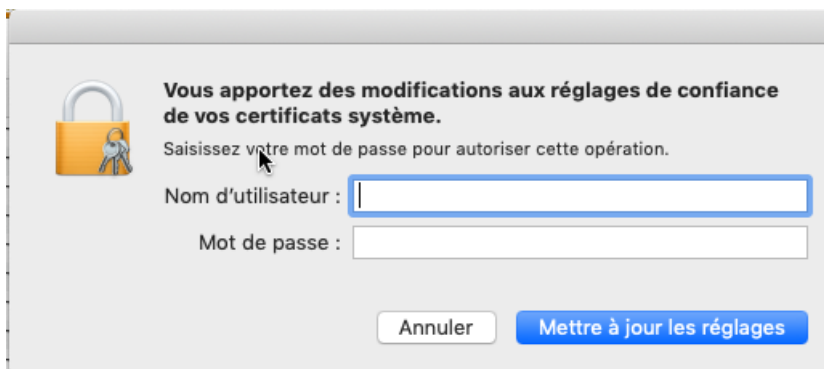 Vous apportez des modifications aux réglages de confiance
de vos certificats système.
Saisissez votre mot de passe pour autoriser cette opération.
Nom d’utilisateur :
Mot de passe :
Annuler Mettre à jour les réglages